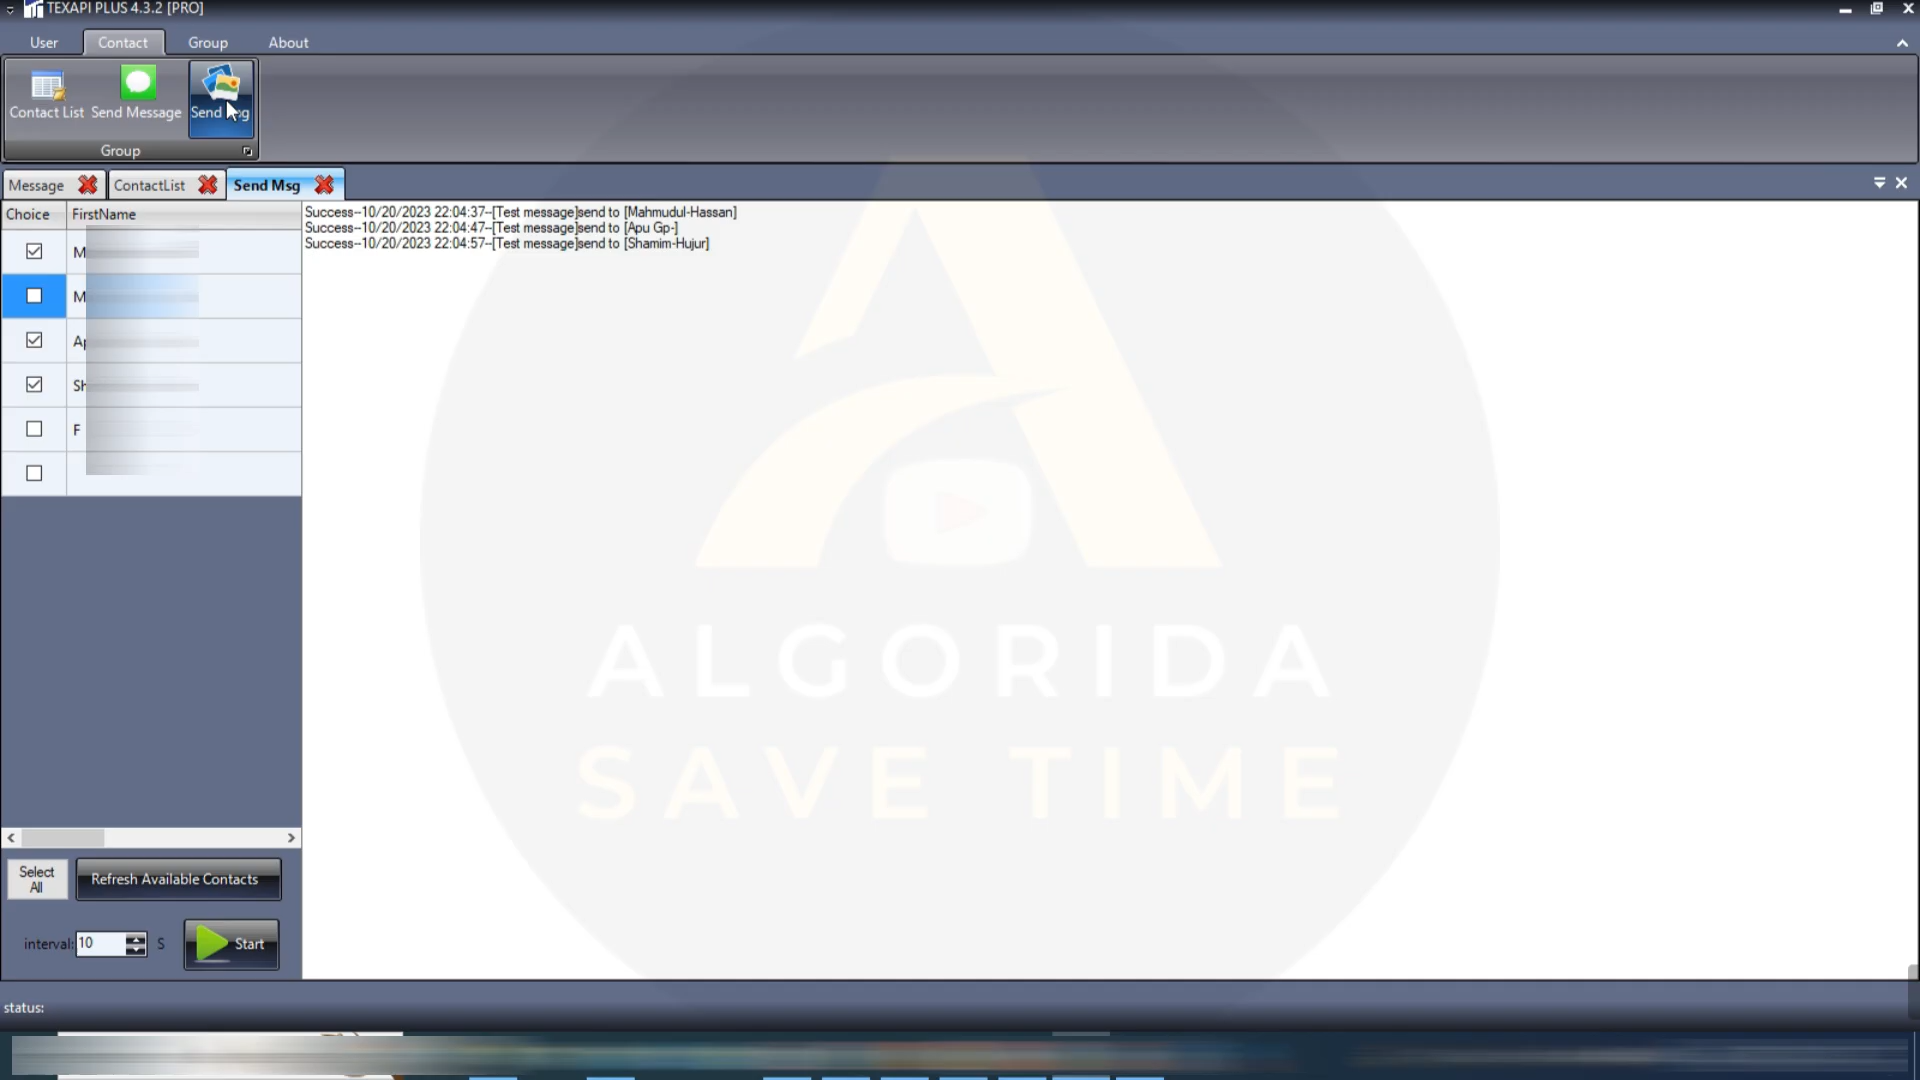 TEXAPI PLUS 4.3.2 [PRO]
User Contact Group About
Contact List Send Message Send Msg
Group
Message ContactList Send Msg
Choice FirstName
M
M
Ap
Sh
F
Success--10/20/2023 22:04:37--[Test message]send to [Mahmudul-Hassan]
Success--10/20/2023 22:04:47--[Test message]send to [Apu Gp-]
Success--10/20/2023 22:04:57--[Test message]send to [Shamim-Hujur]
ALGORIDA
SAVE TIME
Select All
Refresh Available Contacts
interval: 10 S
Start
status: